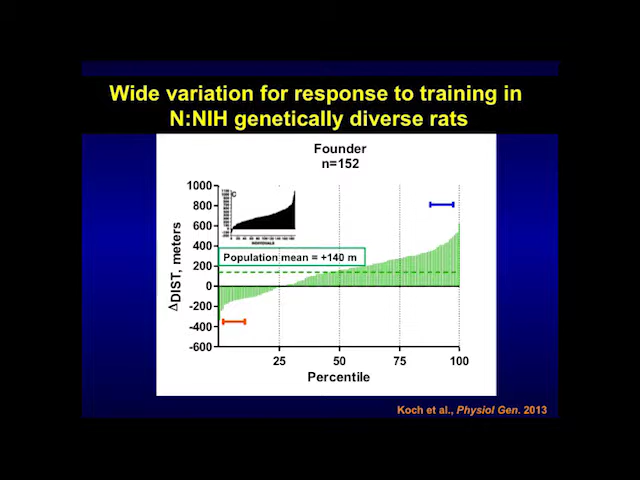 Wide variation for response to training in
N:NIH genetically diverse rats
Founder
n=152
1000
800
600
400
200
0
-200
-400
-600
ΔDIST, meters
C
INDIVIDUALS
Population mean = +140 m
25
50
75
100
Percentile
Koch et al., Physiol Gen. 2013